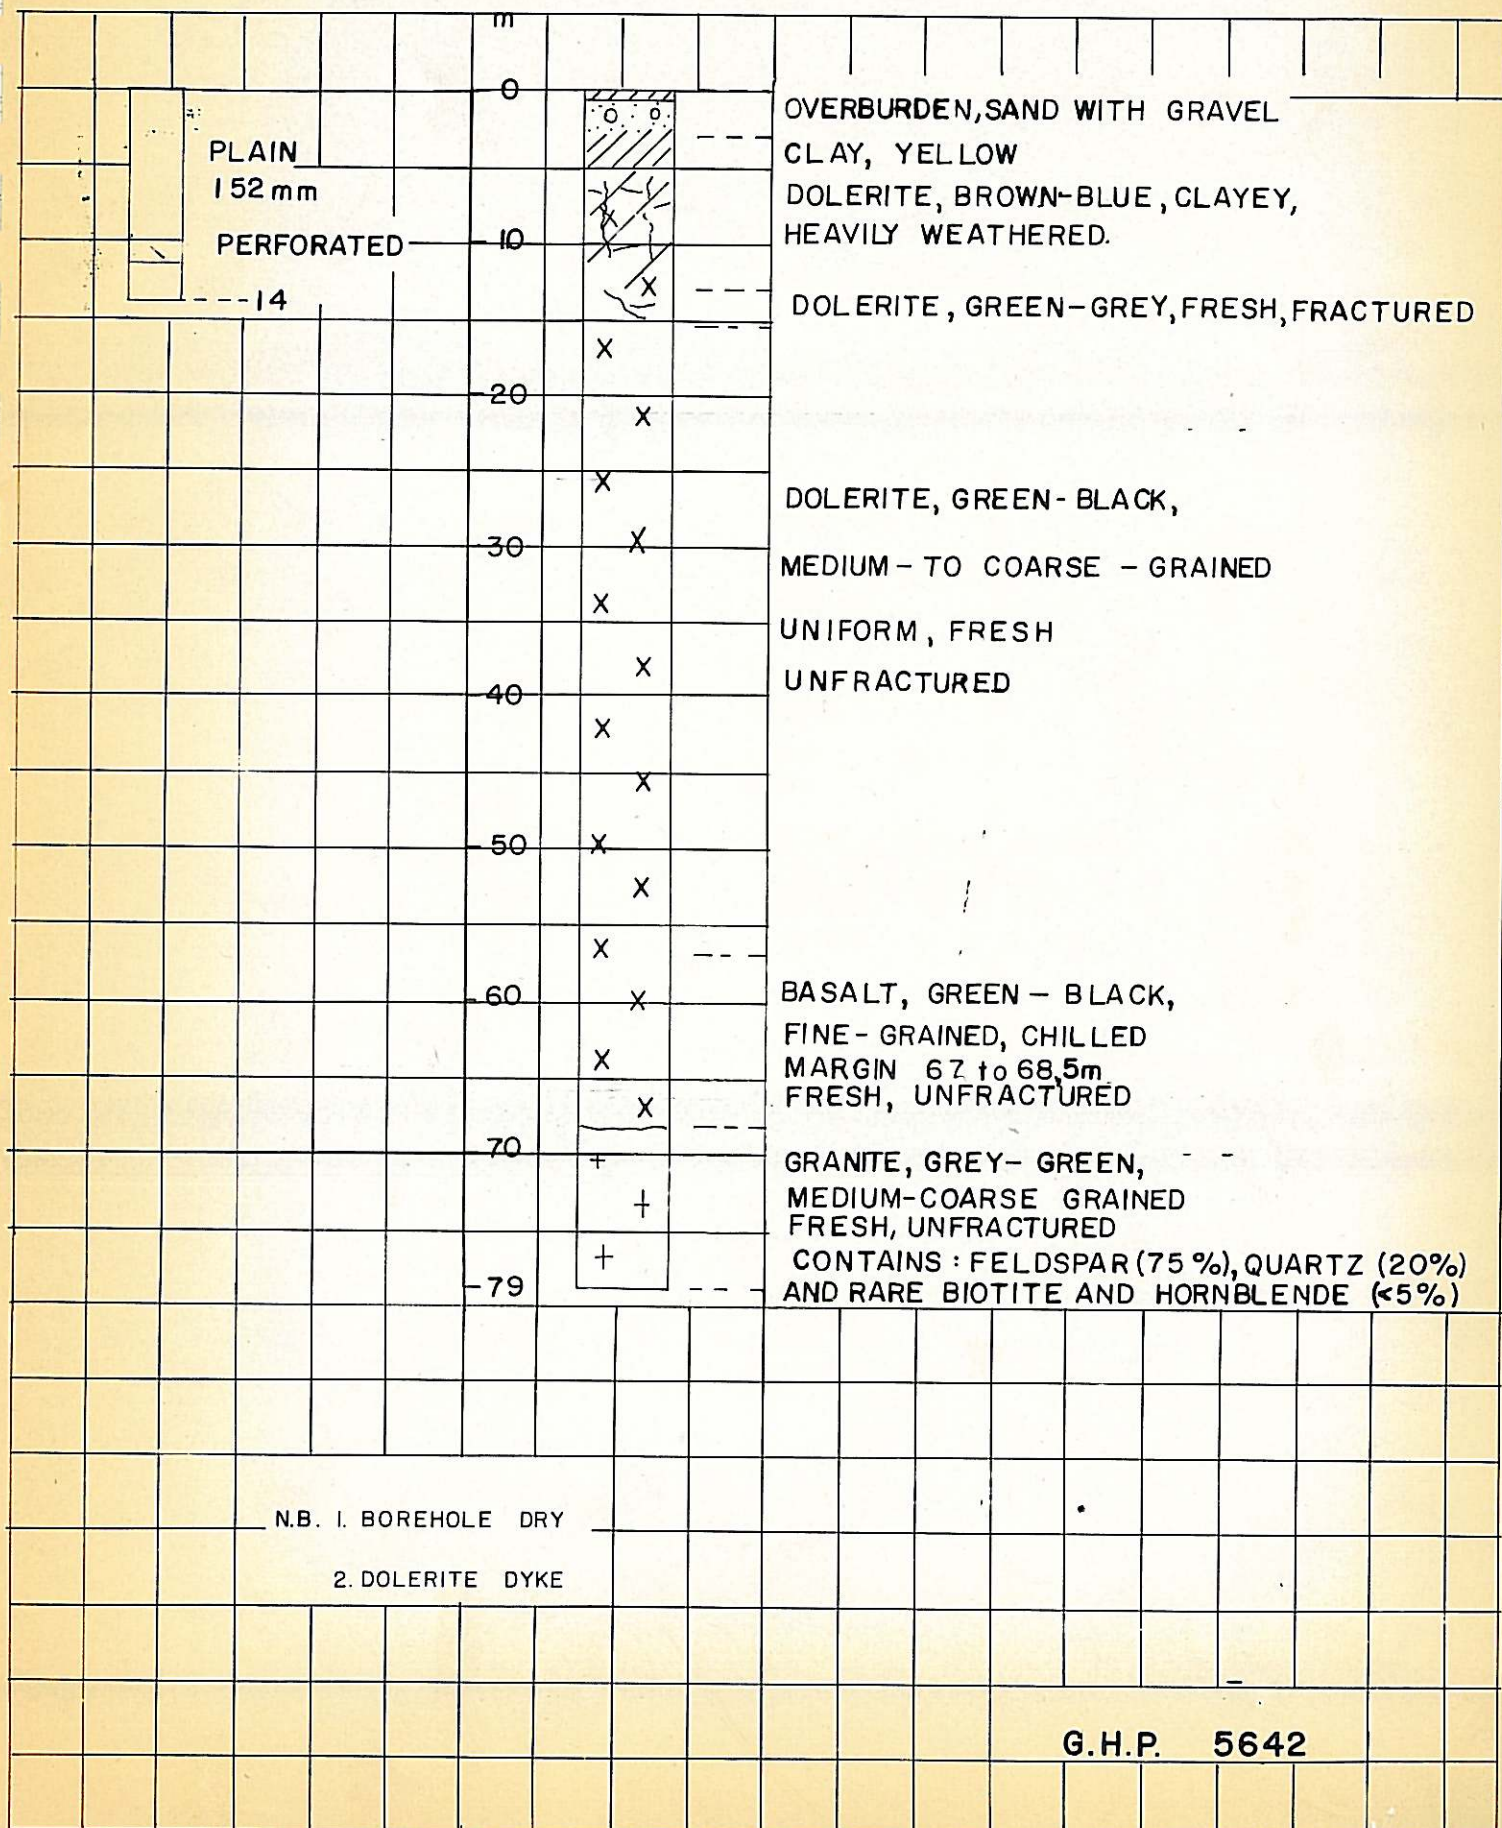 m
0
OVERBURDEN, SAND WITH GRAVEL
PLAIN
152 mm
CLAY, YELLOW
DOLERITE, BROWN-BLUE, CLAYEY,
HEAVILY WEATHERED.
PERFORATED
10
14
DOLERITE, GREEN-GREY, FRESH, FRACTURED
20
DOLERITE, GREEN-BLACK,
30
MEDIUM-TO COARSE-GRAINED
UNIFORM, FRESH
UNFRACTURED
40
50
60
BASALT, GREEN-BLACK,
FINE-GRAINED, CHILLED
MARGIN 67 to 68,5m
FRESH, UNFRACTURED
70
GRANITE, GREY-GREEN,
MEDIUM-COARSE GRAINED
FRESH, UNFRACTURED
CONTAINS : FELDSPAR (75%), QUARTZ (20%)
79
AND RARE BIOTITE AND HORNBLENDE (<5%)
N.B. 1. BOREHOLE DRY
2. DOLERITE DYKE
G.H.P. 5642